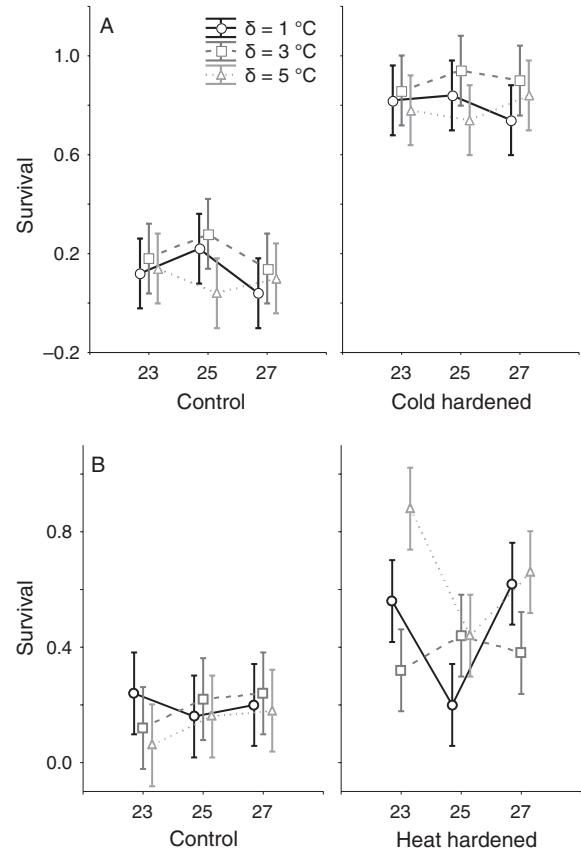 A
δ = 1 °C
δ = 3 °C
δ = 5 °C
1.0
0.6
0.2
–0.2
Survival
23 25 27
Control
23 25 27
Cold hardened
B
0.8
0.4
0.0
Survival
23 25 27
Control
23 25 27
Heat hardened